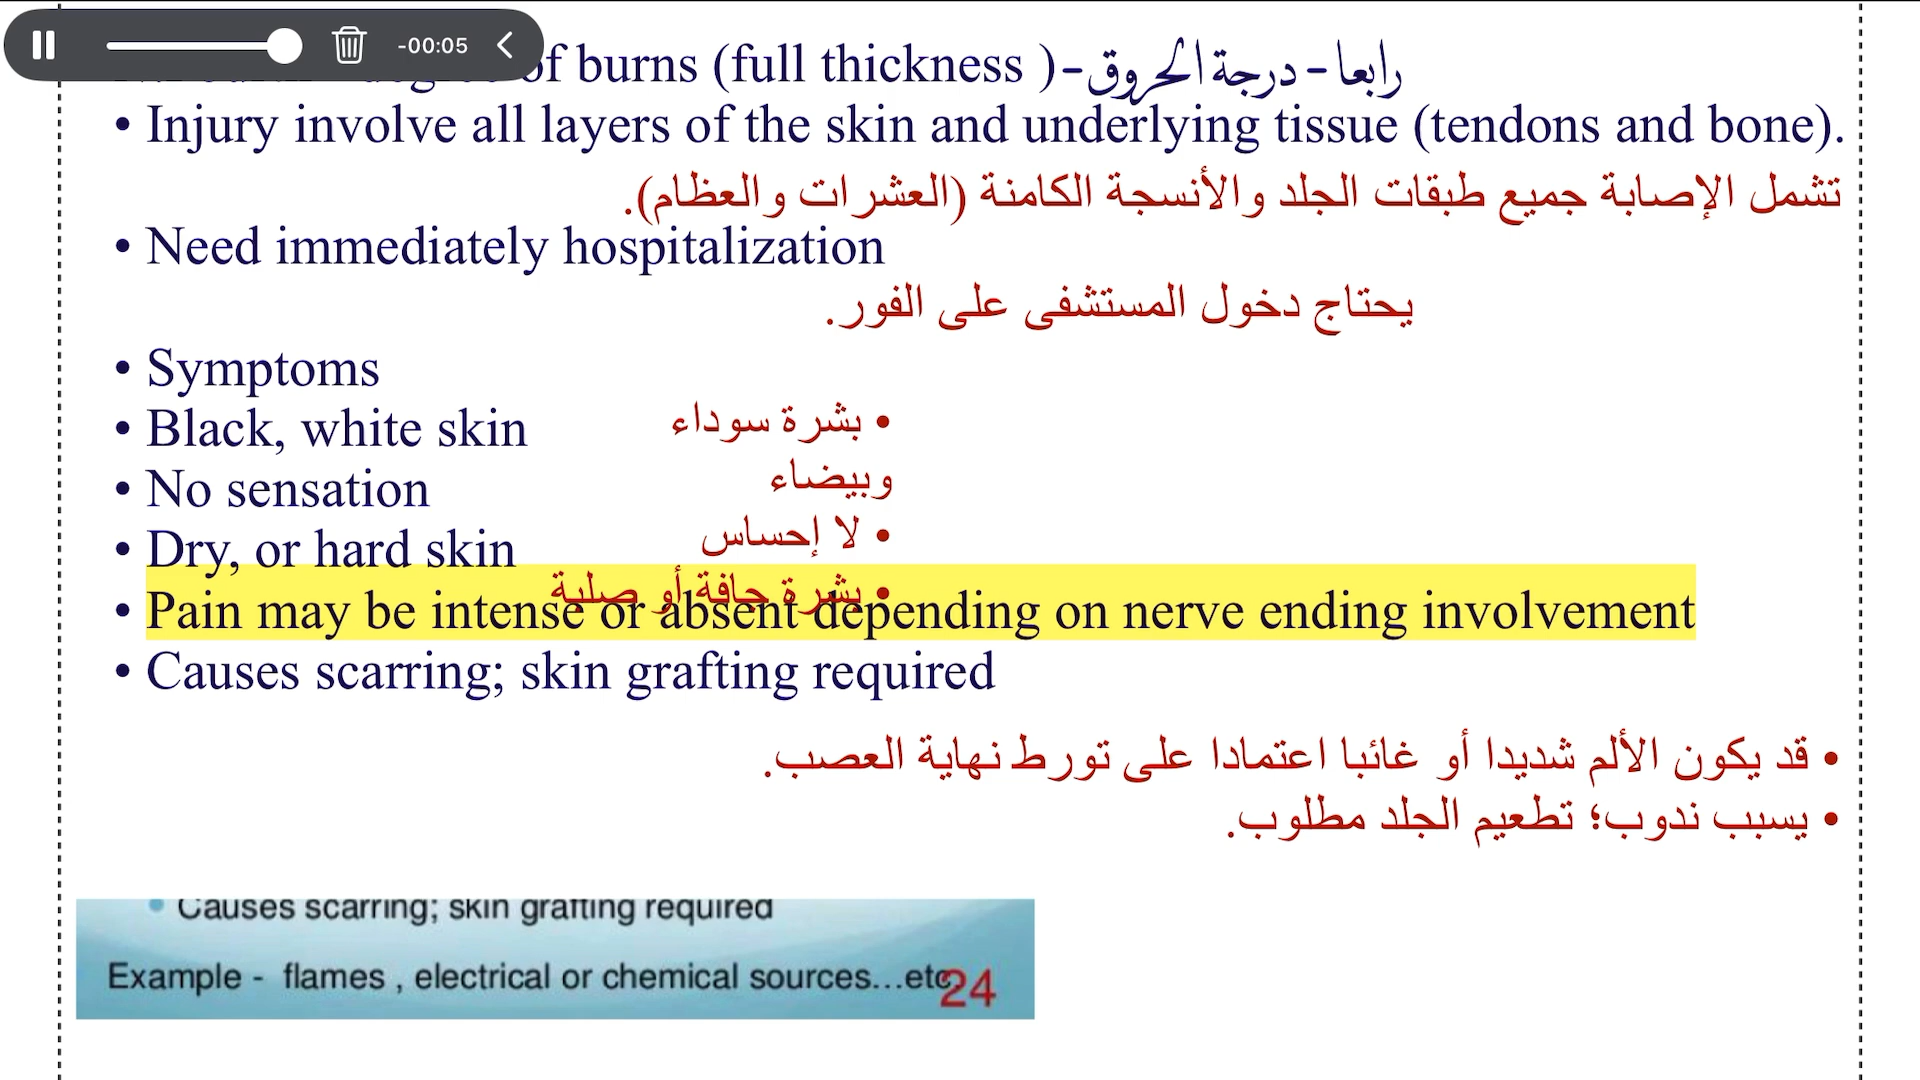 -00:05
of burns (full thickness )-رابعا - درجة الحروق-
• Injury involve all layers of the skin and underlying tissue (tendons and bone).
تشمل الإصابة جميع طبقات الجلد والأنسجة الكامنة (العشرات والعظام).
• Need immediately hospitalization
يحتاج دخول المستشفى على الفور.
• Symptoms
• Black, white skin
• بشرة سوداء
وبيضاء
• No sensation
• لا إحساس
• Dry, or hard skin
• بشرة جافة أو صلبة
• Pain may be intense or absent depending on nerve ending involvement
• Causes scarring; skin grafting required
• قد يكون الألم شديدا أو غائبا اعتمادا على تورط نهاية العصب.
• يسبب ندوب؛ تطعيم الجلد مطلوب.
• Causes scarring; skin grafting required
Example - flames , electrical or chemical sources...etc
24